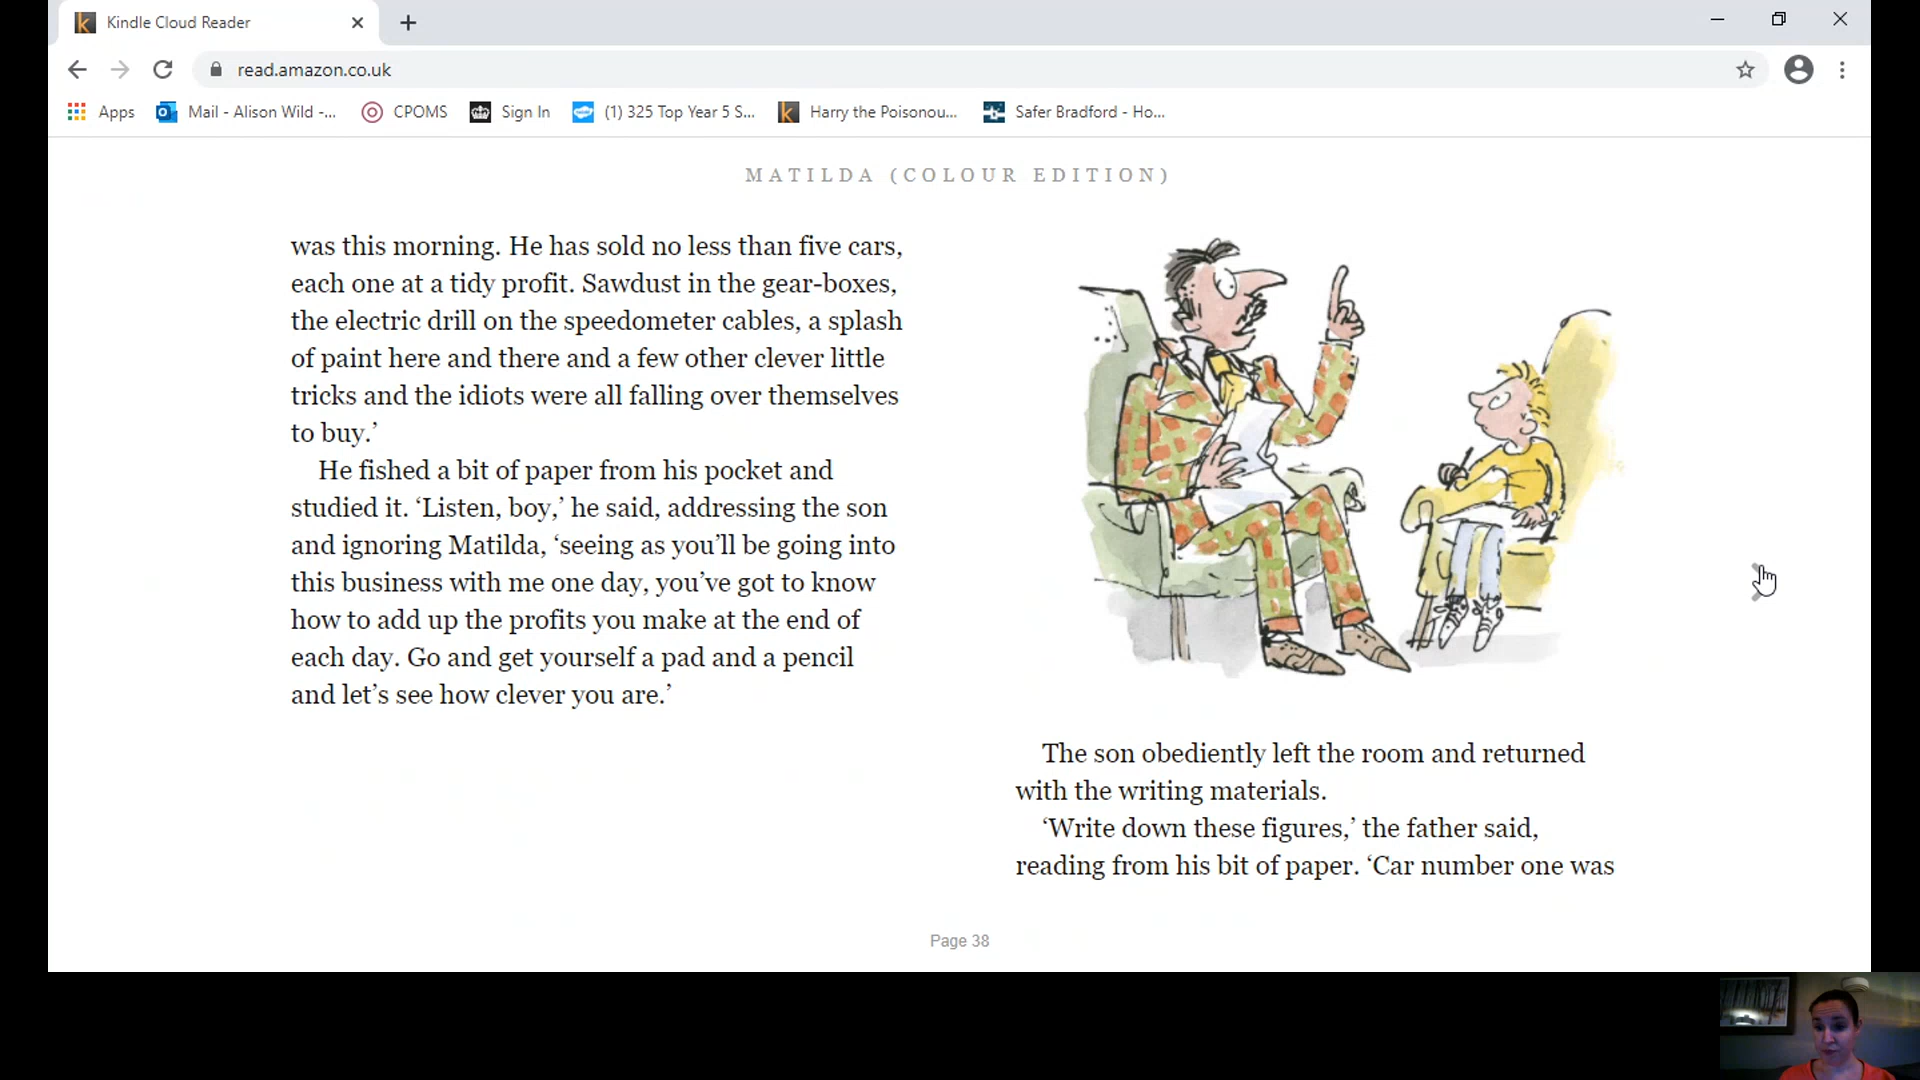 Kindle Cloud Reader
read.amazon.co.uk
Apps Mail - Alison Wild -... CPOMS Sign In (1) 325 Top Year 5 S... Harry the Poisonou... Safer Bradford - Ho...
MATILDA (COLOUR EDITION)
was this morning. He has sold no less than five cars,
each one at a tidy profit. Sawdust in the gear-boxes,
the electric drill on the speedometer cables, a splash
of paint here and there and a few other clever little
tricks and the idiots were all falling over themselves
to buy.’
He fished a bit of paper from his pocket and
studied it. ‘Listen, boy,’ he said, addressing the son
and ignoring Matilda, ‘seeing as you’ll be going into
this business with me one day, you’ve got to know
how to add up the profits you make at the end of
each day. Go and get yourself a pad and a pencil
and let’s see how clever you are.’
The son obediently left the room and returned
with the writing materials.
‘Write down these figures,’ the father said,
reading from his bit of paper. ‘Car number one was
Page 38